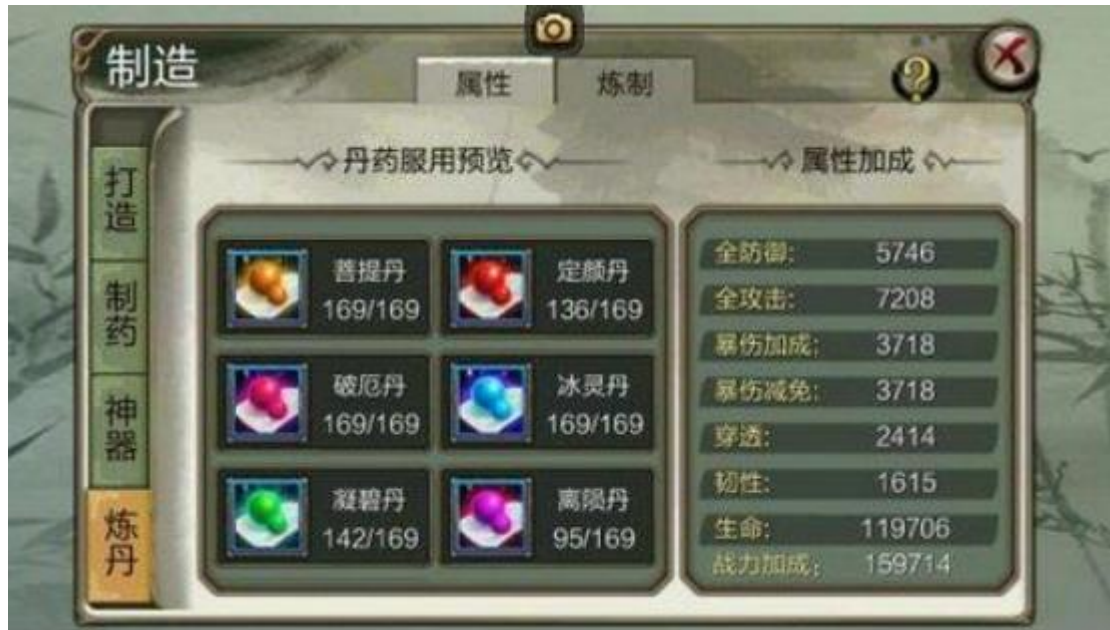 制造
属性
炼制
丹药服用预览
属性加成
打造
制药
神器
炼丹
菩提丹
169/169
定颜丹
136/169
破厄丹
169/169
冰灵丹
169/169
凝碧丹
142/169
离陨丹
95/169
全防御: 5746
全攻击: 7208
暴伤加成: 3718
暴伤减免: 3718
穿透: 2414
韧性: 1615
生命: 119706
战力加成: 159714